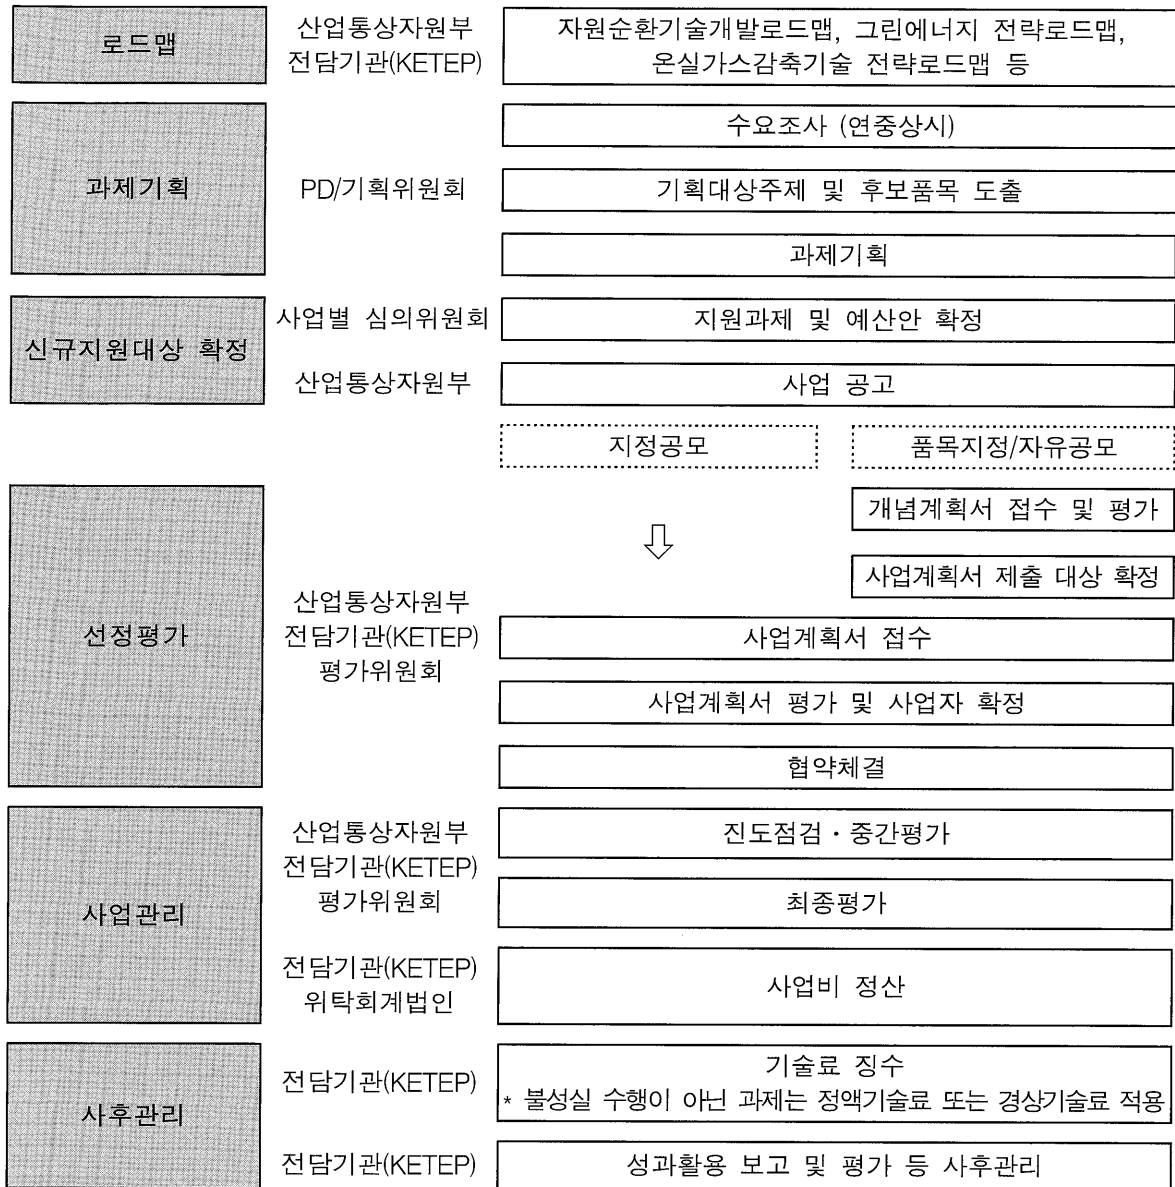 로드맵
산업통상자원부
전담기관(KETEP)
자원순환기술개발로드맵, 그린에너지 전략로드맵,
온실가스감축기술 전략로드맵 등
과제기획
PD/기획위원회
수요조사 (연중상시)
기획대상주제 및 후보품목 도출
과제기획
신규지원대상 확정
사업별 심의위원회
지원과제 및 예산안 확정
산업통상자원부
사업 공고
지정공모
품목지정/자유공모
개념계획서 접수 및 평가
사업계획서 제출 대상 확정
선정평가
산업통상자원부
전담기관(KETEP)
평가위원회
사업계획서 접수
사업계획서 평가 및 사업자 확정
협약체결
사업관리
산업통상자원부
전담기관(KETEP)
평가위원회
진도점검·중간평가
최종평가
전담기관(KETEP)
위탁회계법인
사업비 정산
사후관리
전담기관(KETEP)
기술료 징수
* 불성실 수행이 아닌 과제는 정액기술료 또는 경상기술료 적용
전담기관(KETEP)
성과활용 보고 및 평가 등 사후관리